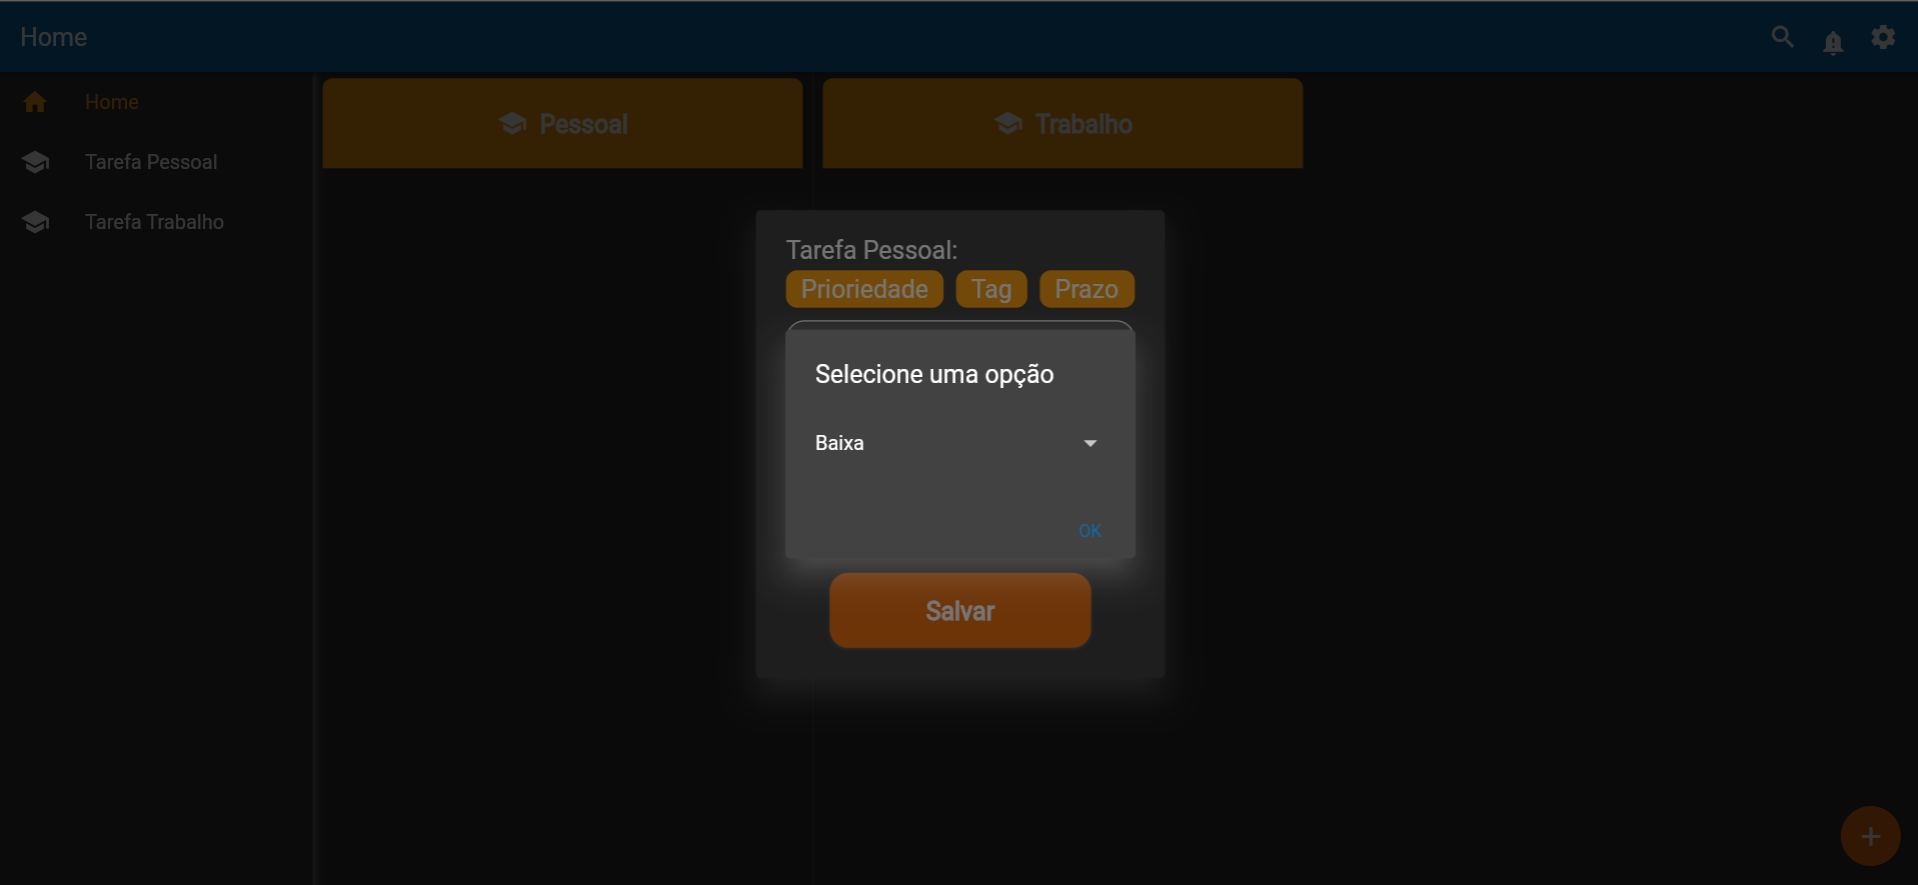 Home
Home
Tarefa Pessoal
Tarefa Trabalho
Pessoal
Trabalho
Tarefa Pessoal:
Prioriedade Tag Prazo
Selecione uma opção
Baixa
OK
Salvar